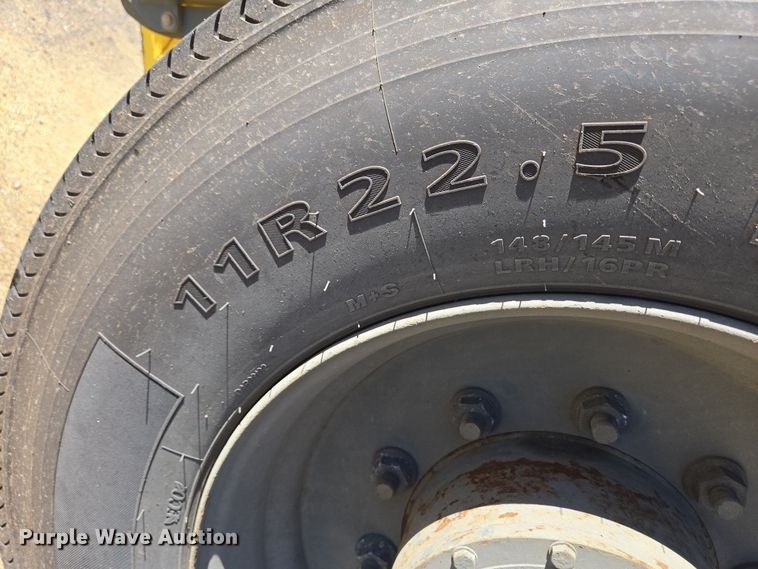 11R22.5
148/145 M
LRH/16PR
M+S
Purple Wave Auction